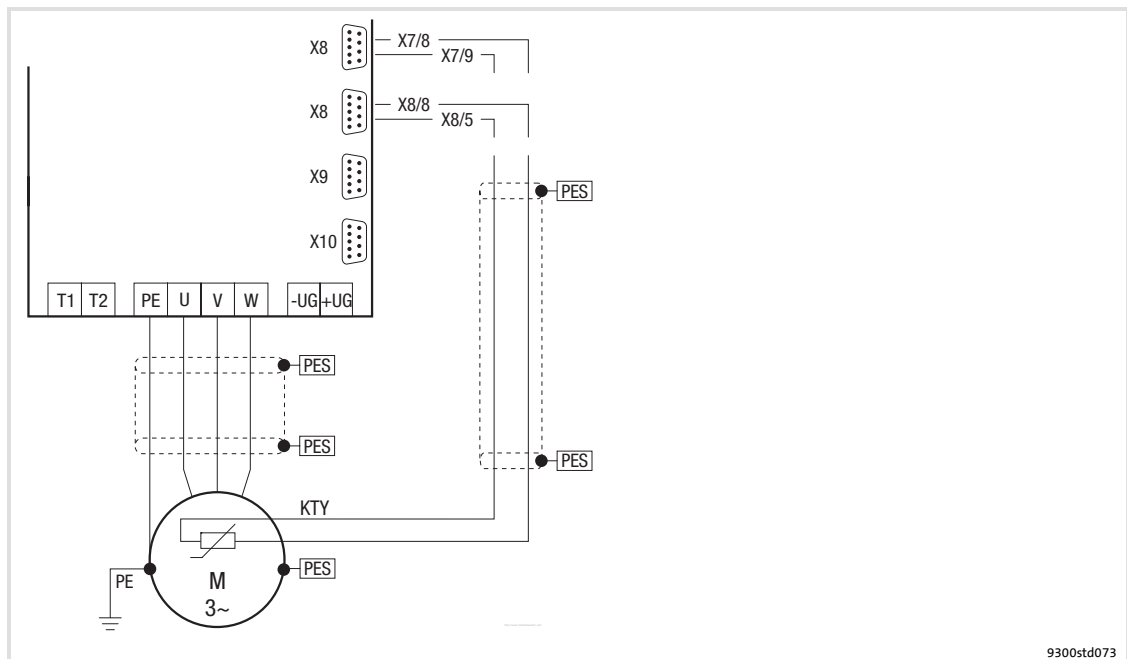 X8
X7/8
X7/9
X8
X8/8
X8/5
X9
PES
X10
T1 T2 PE U V W -UG +UG
PES
PES
PES
KTY
PES
PE
M
3~
9300std073